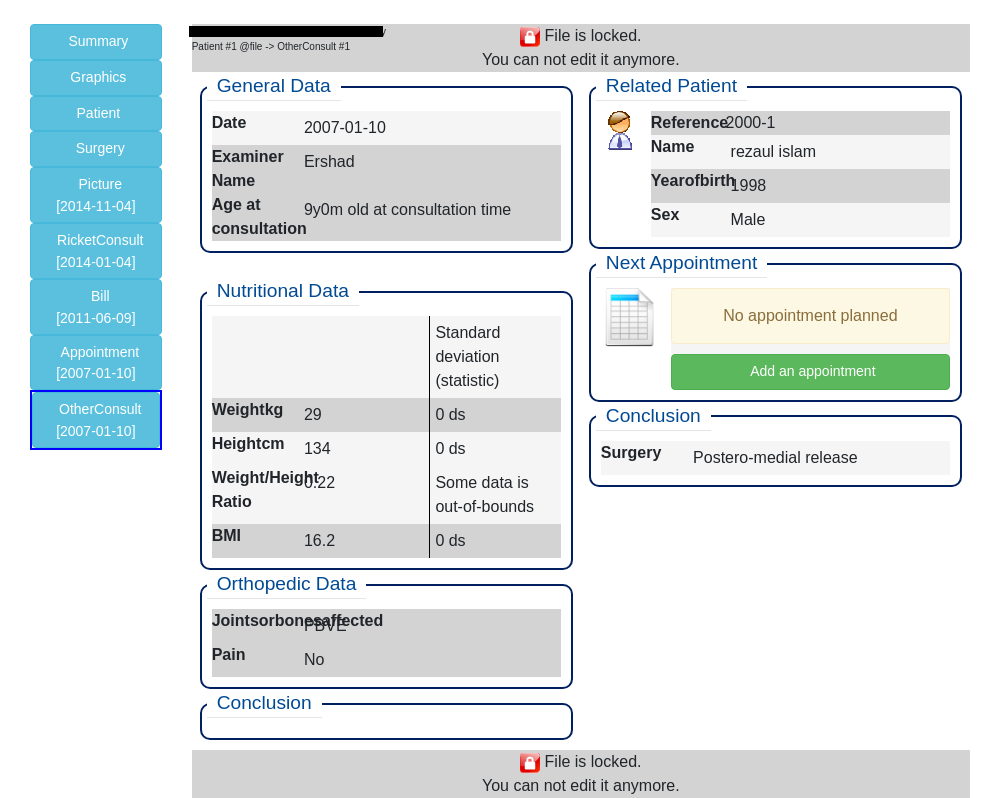 Summary
Graphics
Patient
Surgery
Picture
[2014-11-04]
RicketConsult
[2014-01-04]
Bill
[2011-06-09]
Appointment
[2007-01-10]
OtherConsult
[2007-01-10]
Patient #1 @file -> OtherConsult #1
File is locked.
You can not edit it anymore.
General Data
Date 2007-01-10
Examiner Name Ershad
Age at consultation 9y0m old at consultation time
Nutritional Data
Standard
deviation
(statistic)
Weightkg 29 0 ds
Heightcm 134 0 ds
Weight/Height 0.22 Some data is
Ratio out-of-bounds
BMI 16.2 0 ds
Orthopedic Data
Jointsorbonesaffected PBVE
Pain No
Conclusion
Related Patient
Reference 2000-1
Name rezaul islam
Yearofbirth 1998
Sex Male
Next Appointment
No appointment planned
Add an appointment
Conclusion
Surgery Postero-medial release
File is locked.
You can not edit it anymore.